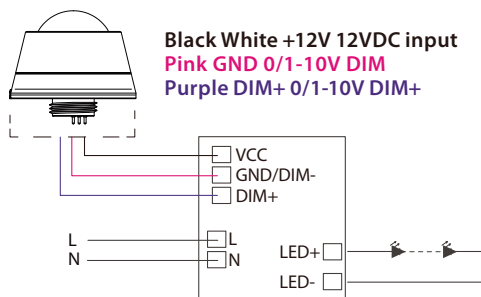 Black White +12V 12VDC input
Pink GND 0/1-10V DIM
Purple DIM+ 0/1-10V DIM+
VCC
GND/DIM-
DIM+
L L
N N
LED+
LED-